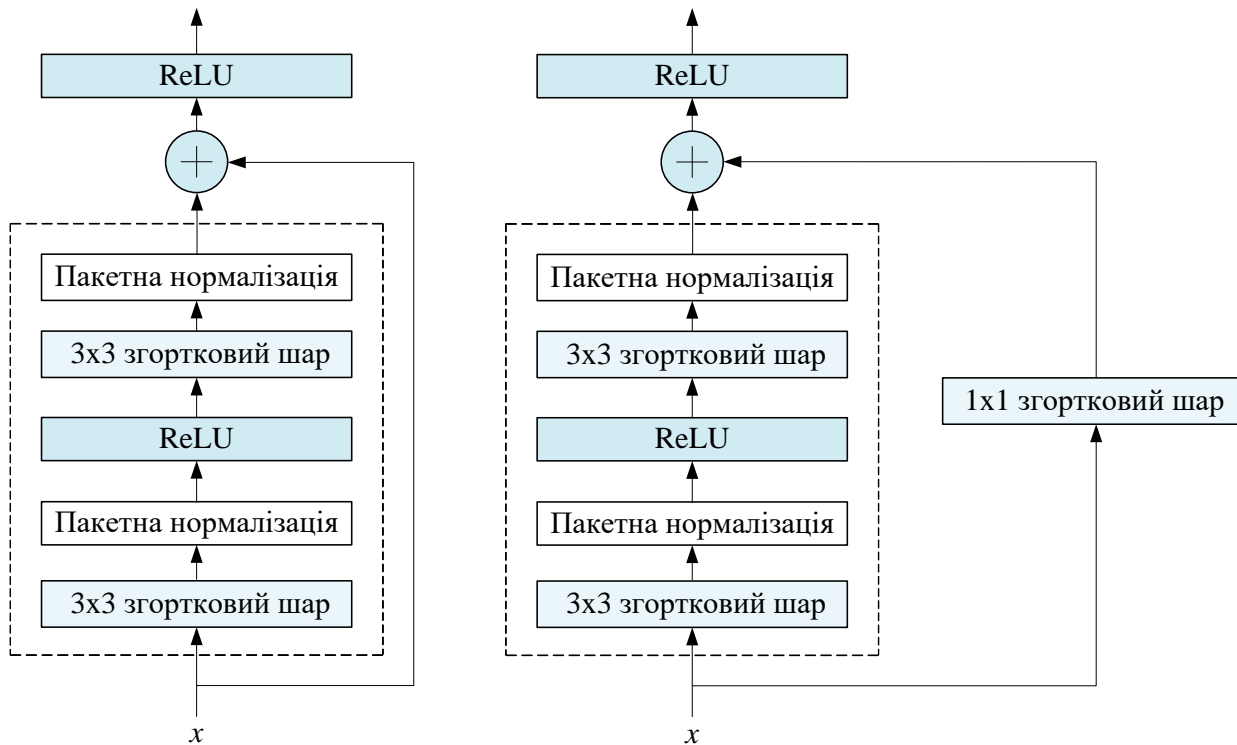 ReLU
Пакетна нормалізація
3x3 згортковий шар
ReLU
Пакетна нормалізація
3x3 згортковий шар
x
ReLU
Пакетна нормалізація
3x3 згортковий шар
ReLU
Пакетна нормалізація
3x3 згортковий шар
x
1x1 згортковий шар